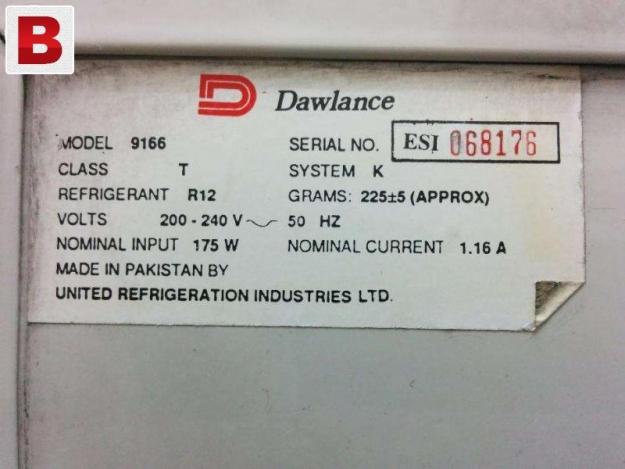 B
D Dawlance
MODEL 9166 SERIAL NO. ESI 068176
CLASS T SYSTEM K
REFRIGERANT R12 GRAMS: 225±5 (APPROX)
VOLTS 200 - 240 V ~ 50 HZ
NOMINAL INPUT 175 W NOMINAL CURRENT 1.16 A
MADE IN PAKISTAN BY
UNITED REFRIGERATION INDUSTRIES LTD.